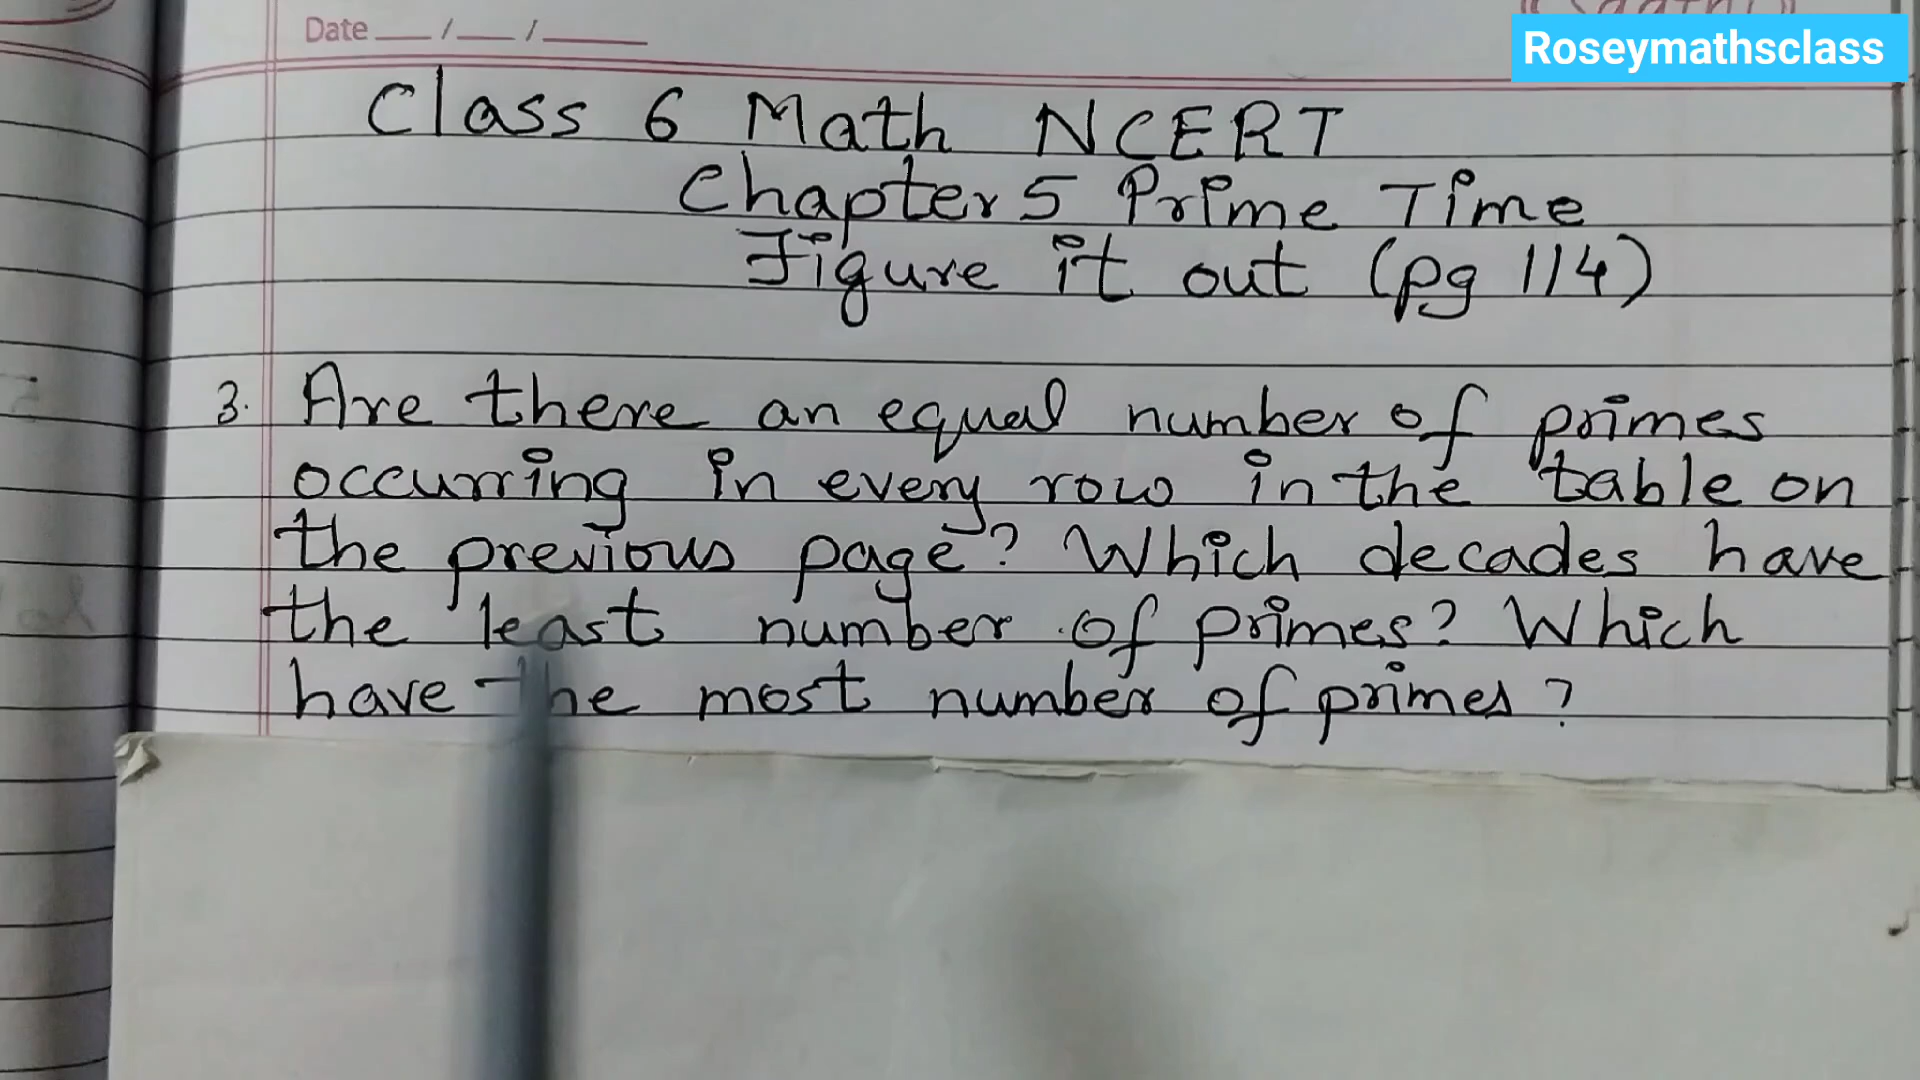 Date __/__/____
Roseymathsclass
Class 6 Math NCERT
Chapter 5 Prime Time
Figure it out (pg 114)
3. Are there an equal number of primes
occurring in every row in the table on
the previous page? Which decades have
the least number of primes? Which
have the most number of primes?